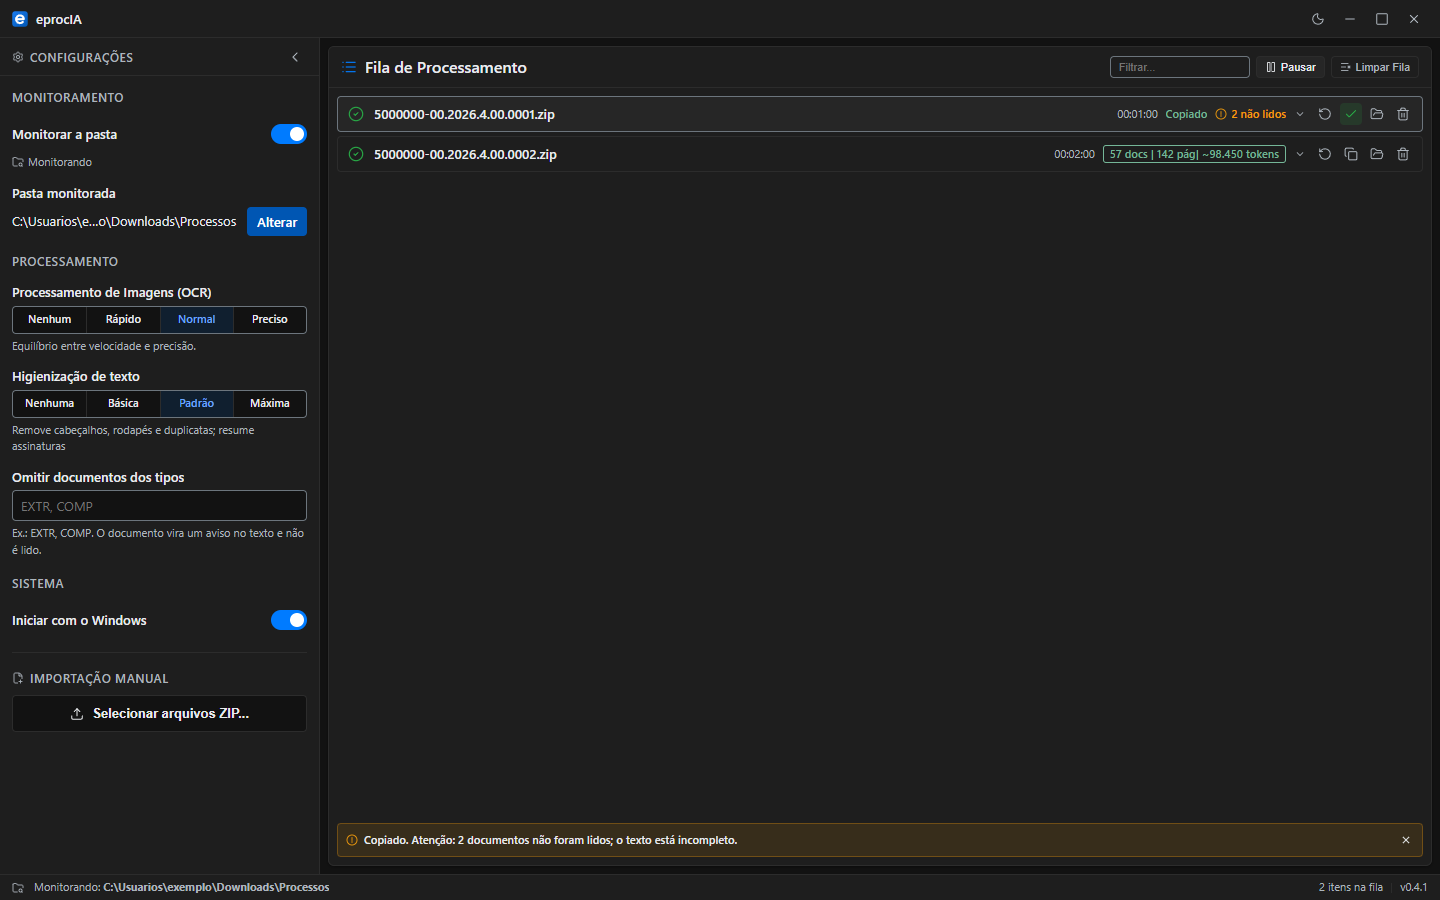 eprocIA
CONFIGURAÇÕES
MONITORAMENTO
Monitorar a pasta
Monitorando
Pasta monitorada
C:\Usuarios\e...o\Downloads\Processos
Alterar
PROCESSAMENTO
Processamento de Imagens (OCR)
Nenhum Rápido Normal Preciso
Equilíbrio entre velocidade e precisão.
Higienização de texto
Nenhuma Básica Padrão Máxima
Remove cabeçalhos, rodapés e duplicatas; resume
assinaturas
Omitir documentos dos tipos
EXTR, COMP
Ex.: EXTR, COMP. O documento vira um aviso no texto e não
é lido.
SISTEMA
Iniciar com o Windows
IMPORTAÇÃO MANUAL
Selecionar arquivos ZIP...
Fila de Processamento
Filtrar...
Pausar
Limpar Fila
5000000-00.2026.4.00.0001.zip
00:01:00 Copiado 2 não lidos
5000000-00.2026.4.00.0002.zip
00:02:00 57 docs | 142 pág| ~98.450 tokens
Copiado. Atenção: 2 documentos não foram lidos; o texto está incompleto.
Monitorando: C:\Usuarios\exemplo\Downloads\Processos
2 itens na fila
v0.4.1